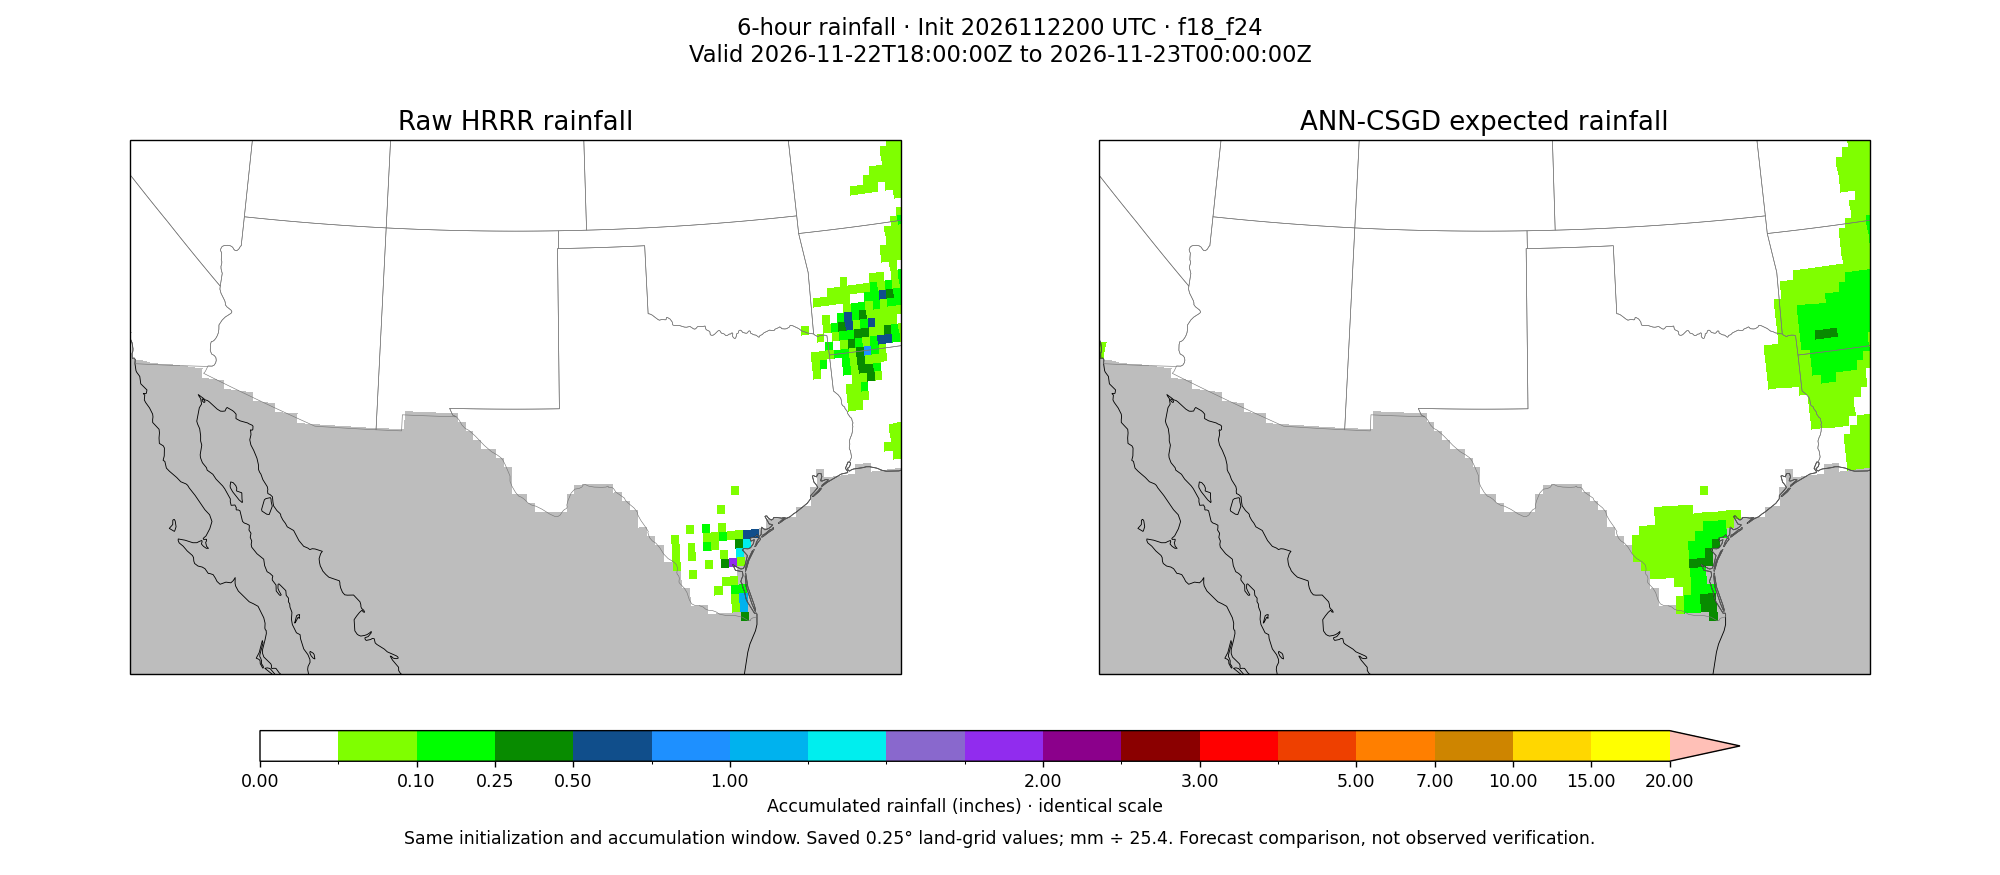 6-hour rainfall · Init 2026112200 UTC · f18_f24
Valid 2026-11-22T18:00:00Z to 2026-11-23T00:00:00Z
Raw HRRR rainfall
ANN-CSGD expected rainfall
0.00 0.10 0.25 0.50 1.00 2.00 3.00 5.00 7.00 10.00 15.00 20.00
Accumulated rainfall (inches) · identical scale
Same initialization and accumulation window. Saved 0.25° land-grid values; mm ÷ 25.4. Forecast comparison, not observed verification.